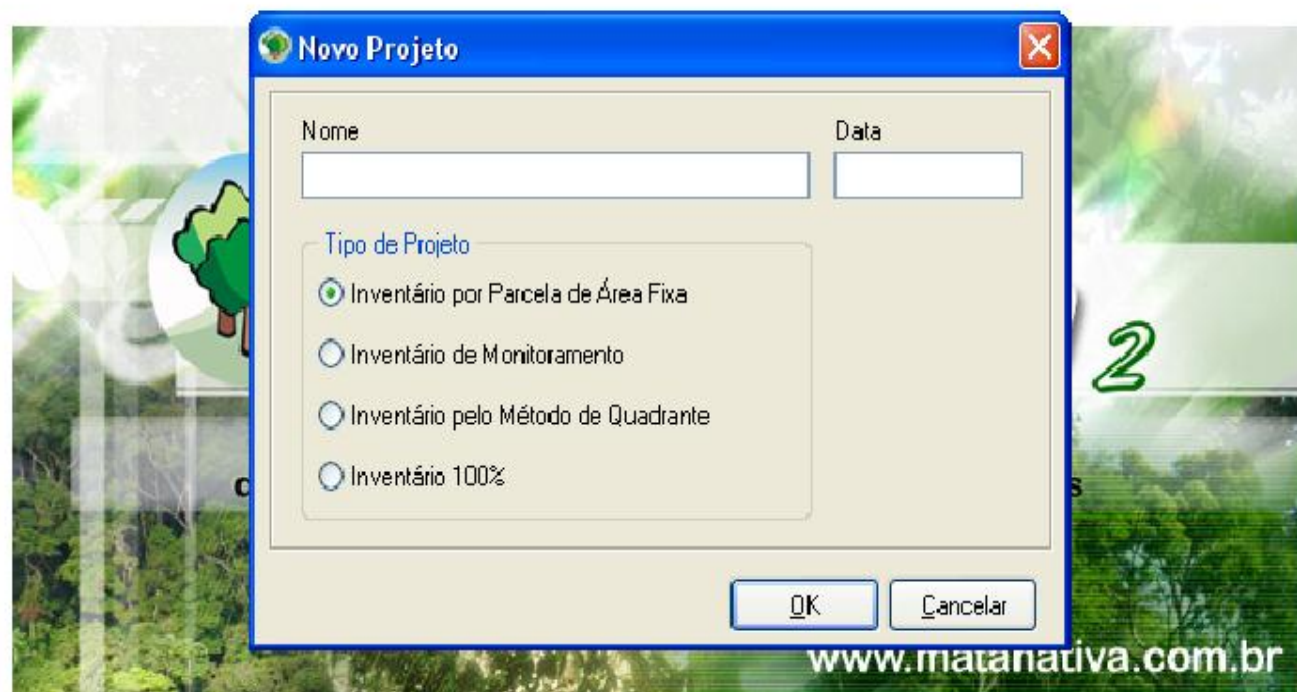 Novo Projeto
Nome Data
Tipo de Projeto
Inventário por Parcela de Área Fixa
Inventário de Monitoramento
2
Inventário pelo Método de Quadrante
Inventário 100%
OK Cancelar
www.matanativa.com.br